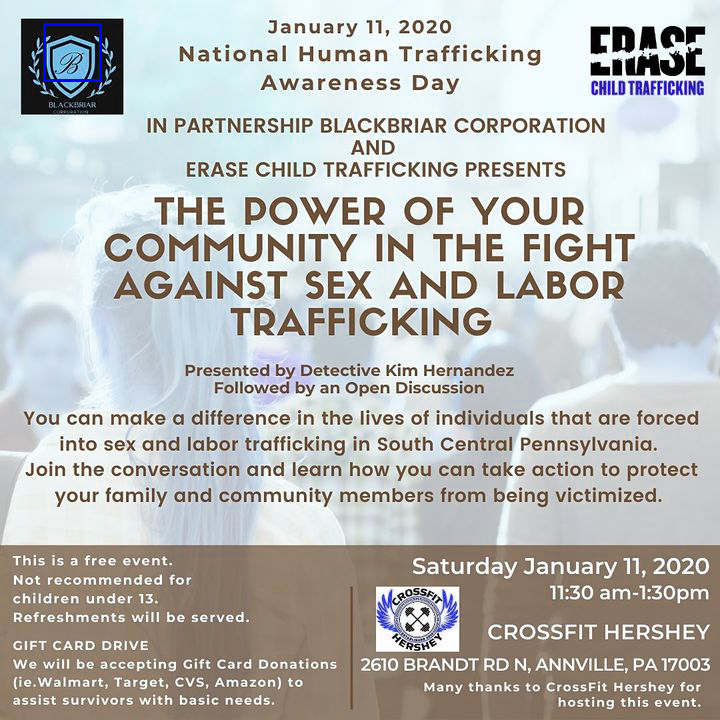 January 11, 2020
National Human Trafficking
Awareness Day
B
BLACKBRIAR
CORPORATION
ERASE
CHILD TRAFFICKING
IN PARTNERSHIP BLACKBRIAR CORPORATION
AND
ERASE CHILD TRAFFICKING PRESENTS
THE POWER OF YOUR
COMMUNITY IN THE FIGHT
AGAINST SEX AND LABOR
TRAFFICKING
Presented by Detective Kim Hernandez
Followed by an Open Discussion
You can make a difference in the lives of individuals that are forced
into sex and labor trafficking in South Central Pennsylvania.
Join the conversation and learn how you can take action to protect
your family and community members from being victimized.
This is a free event.
Not recommended for
children under 13.
Refreshments will be served.
GIFT CARD DRIVE
We will be accepting Gift Card Donations
(ie.Walmart, Target, CVS, Amazon) to
assist survivors with basic needs.
Saturday January 11, 2020
11:30 am-1:30pm
CROSSFIT
HERSHEY
CROSSFIT HERSHEY
2610 BRANDT RD N, ANNVILLE, PA 17003
Many thanks to CrossFit Hershey for
hosting this event.